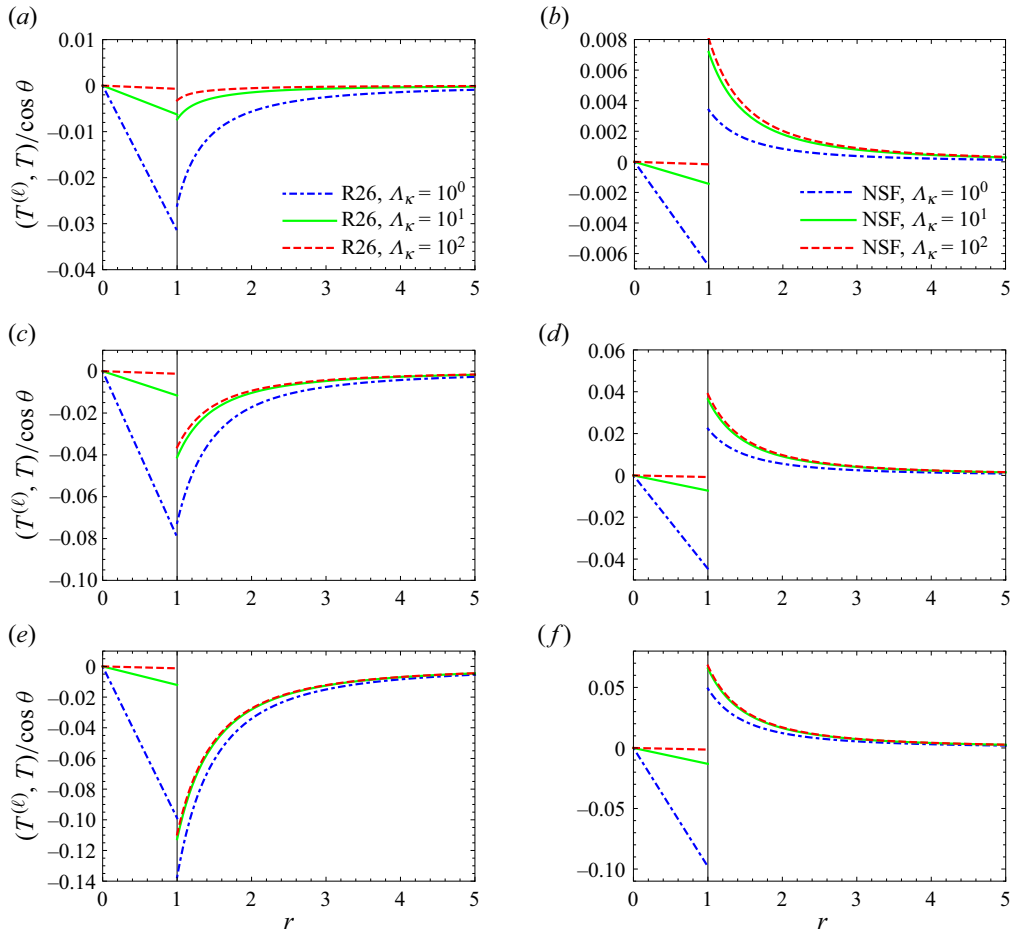 (a)
0.01
0
−0.01
−0.02
−0.03
−0.04
(T^(ℓ), T)/cos θ
R26, Λκ = 10^0
R26, Λκ = 10^1
R26, Λκ = 10^2
0 1 2 3 4 5
(b)
0.008
0.006
0.004
0.002
0
−0.002
−0.004
−0.006
NSF, Λκ = 10^0
NSF, Λκ = 10^1
NSF, Λκ = 10^2
0 1 2 3 4 5
(c)
0
−0.02
−0.04
−0.06
−0.08
−0.10
(T^(ℓ), T)/cos θ
0 1 2 3 4 5
(d)
0.06
0.04
0.02
0
−0.02
−0.04
0 1 2 3 4 5
(e)
0
−0.02
−0.04
−0.06
−0.08
−0.10
−0.12
−0.14
(T^(ℓ), T)/cos θ
0 1 2 3 4 5
r
(f)
0.05
0
−0.05
−0.10
0 1 2 3 4 5
r